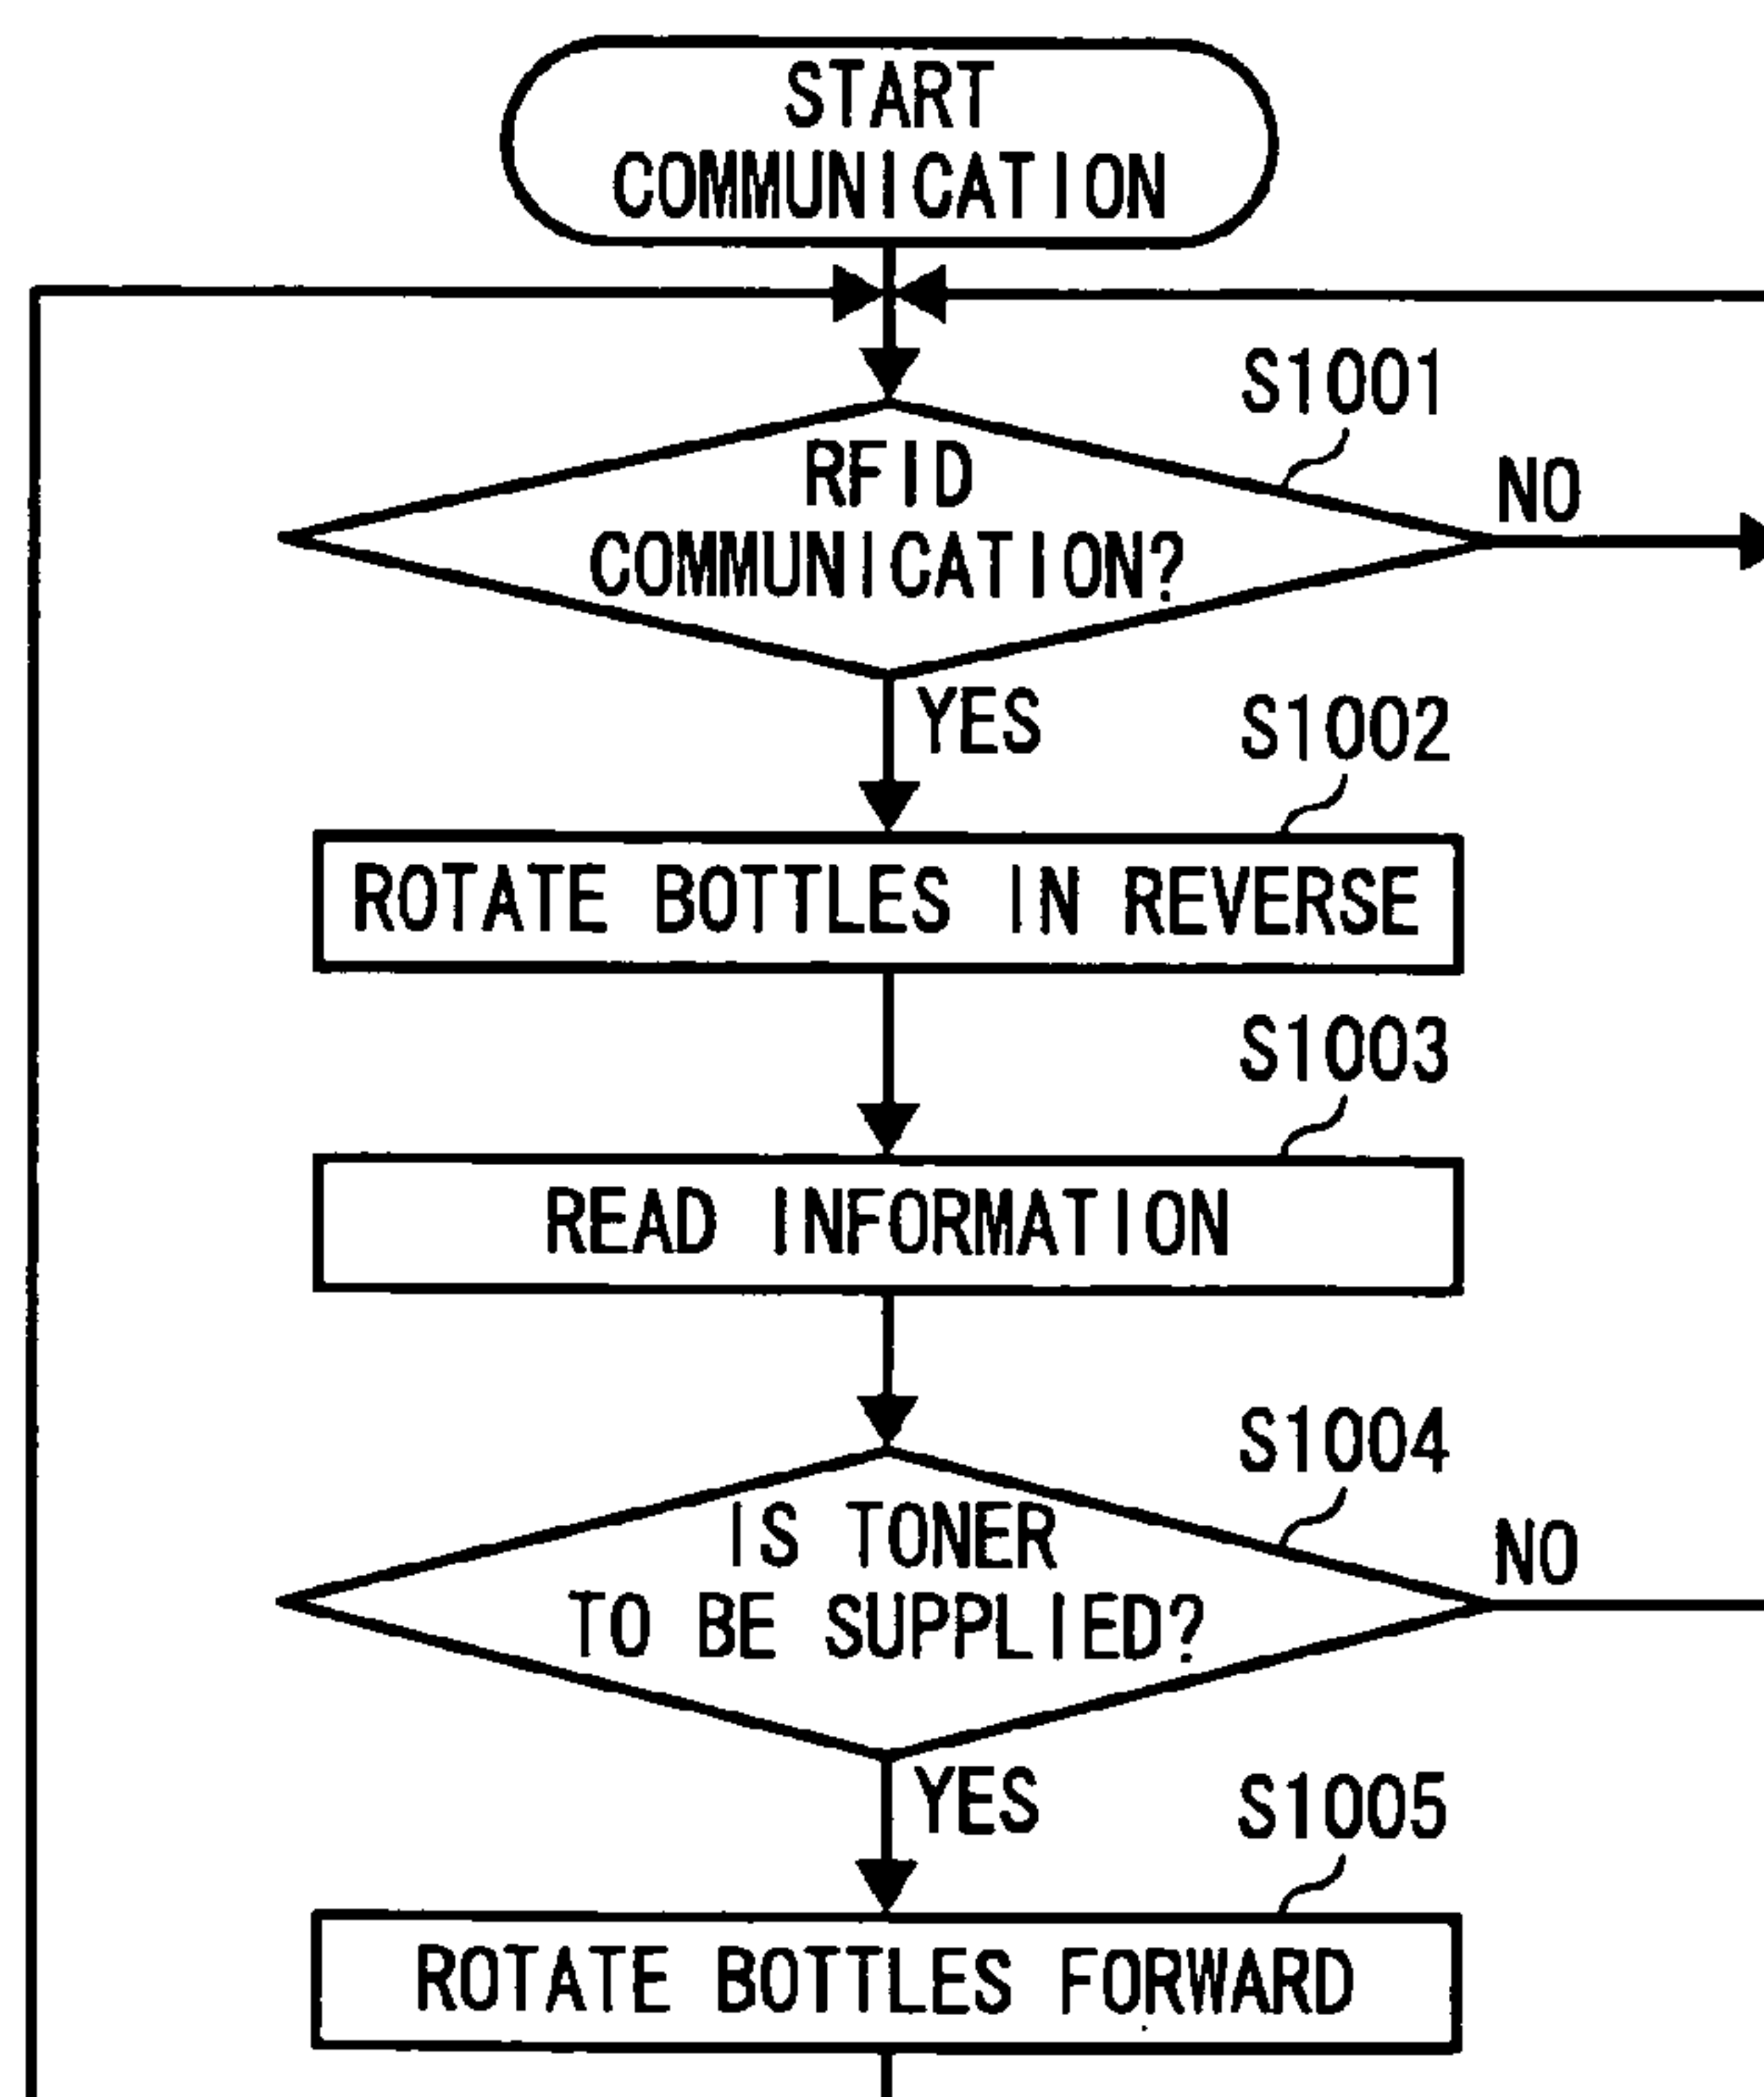 START
COMMUNICATION
S1001
RFID
COMMUNICATION?
NO
YES
S1002
ROTATE BOTTLES IN REVERSE
S1003
READ INFORMATION
S1004
IS TONER
TO BE SUPPLIED?
NO
YES
S1005
ROTATE BOTTLES FORWARD